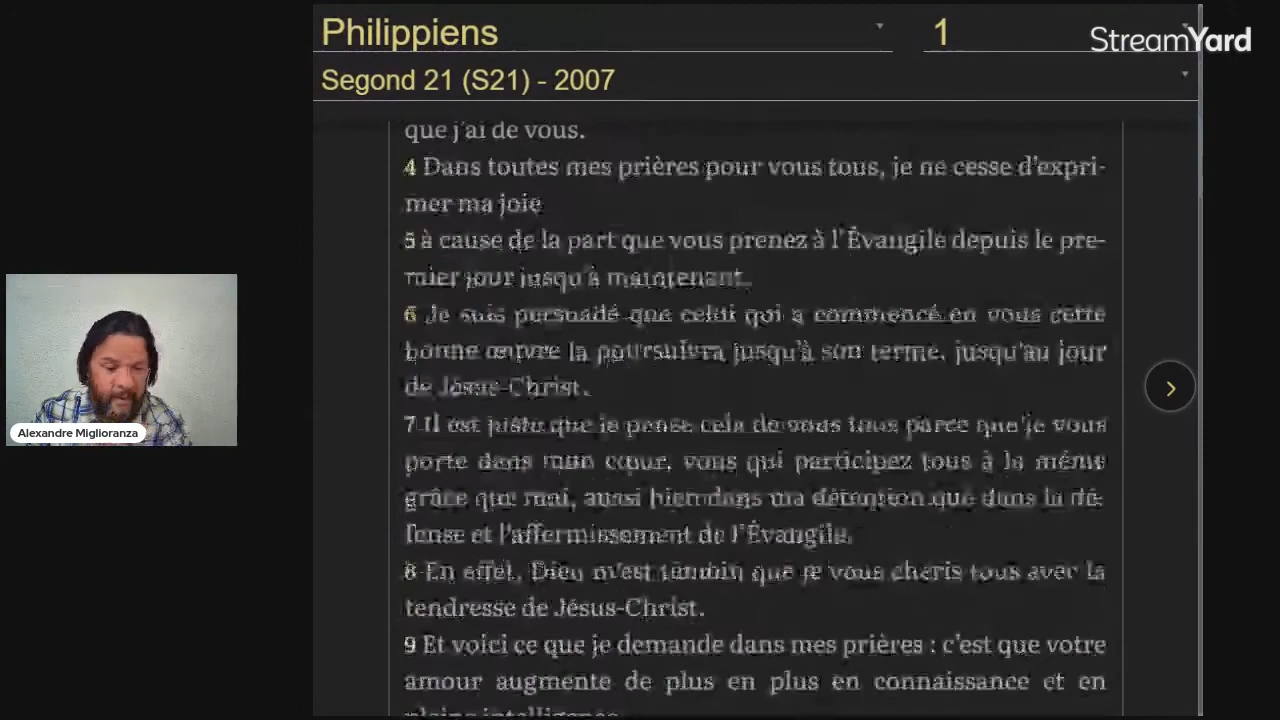 Philippiens
1
StreamYard
Segond 21 (S21) - 2007
que j'ai de vous.
4 Dans toutes mes prières pour vous tous, je ne cesse d'expri-
mer ma joie
5 à cause de la part que vous prenez à l'Évangile depuis le pre-
mier jour jusqu'à maintenant.
6 Je suis persuadé que celui qui a commencé en vous cette
bonne œuvre la poursuivra jusqu'à son terme, jusqu'au jour
de Jésus-Christ.
7 Il est juste que je pense cela de vous tous parce que je vous
porte dans mon cœur, vous qui participez tous à la même
grâce que moi, aussi bien dans ma détention que dans la dé-
fense et l'affermissement de l'Évangile.
8 En effet, Dieu m'est témoin que je vous chéris tous avec la
tendresse de Jésus-Christ.
9 Et voici ce que je demande dans mes prières : c'est que votre
amour augmente de plus en plus en connaissance et en
pleine intelligence
Alexandre Miglioranza